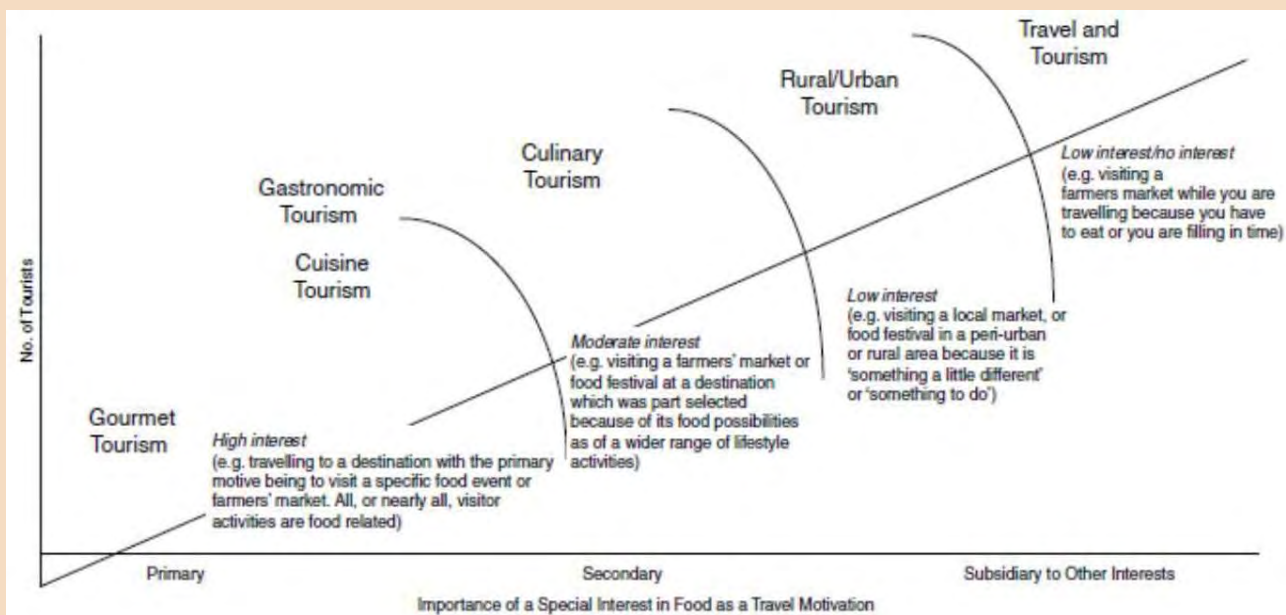 Travel and
Tourism
Rural/Urban
Tourism
Culinary
Tourism
Gastronomic
Tourism
Cuisine
Tourism
Gourmet
Tourism
No. of Tourists
High interest
(e.g. travelling to a destination with the primary
motive being to visit a specific food event or
farmers' market. All, or nearly all, visitor
activities are food related)
Moderate interest
(e.g. visiting a farmers' market or
food festival at a destination
which was part selected
because of its food possibilities
as of a wider range of lifestyle
activities)
Low interest
(e.g. visiting a local market, or
food festival in a peri-urban
or rural area because it is
'something a little different'
or 'something to do')
Low interest/no interest
(e.g. visiting a
farmers market while you are
travelling because you have
to eat or you are filling in time)
Primary
Secondary
Subsidiary to Other Interests
Importance of a Special Interest in Food as a Travel Motivation